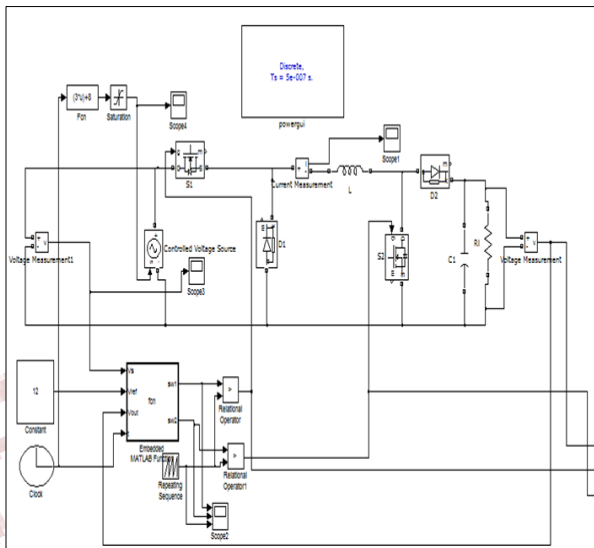 Discrete,
Ts = 5e-007 s.
powergui
(3*u)+8
Fcn
Saturation
Scope4
Scope1
g
m
D
S
S1
+
-
i
Current Measurement
L
m
D2
+
-
v
Voltage Measurement1
Controlled Voltage Source
Scope3
D1
S2
C1
Rl
+
-
v
Voltage Measurement
12
Constant
Clock
Vs
Vref
Vout
t
fcn
sw1
sw2
Embedded
MATLAB Function
>
Relational
Operator
>
Relational
Operator1
Repeating
Sequence
Scope2